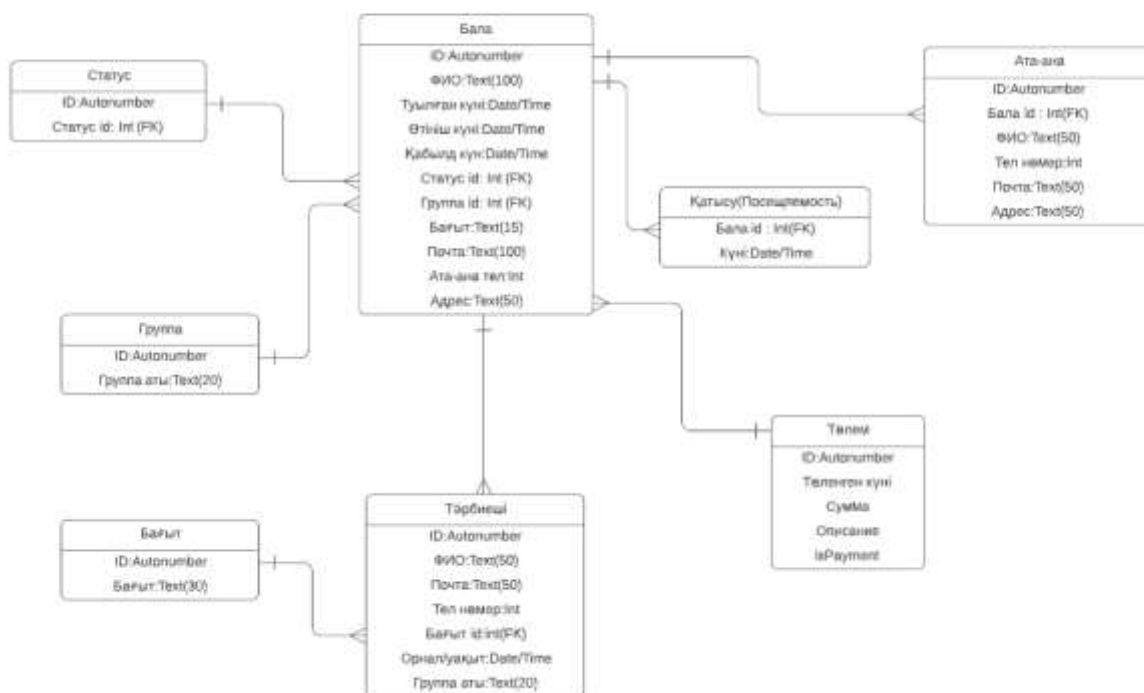 Бала
ID:Autonumber
ФИО:Text(100)
Туылған күні:Date/Time
Өтініш күні:Date/Time
Қабылд күн:Date/Time
Статус id: Int (FK)
Группа id: Int (FK)
Бағыт:Text(15)
Почта:Text(100)
Ата-ана тел:Int
Адрес:Text(50)
Статус
ID:Autonumber
Статус id: Int (FK)
Ата-ана
ID:Autonumber
Бала id : Int(FK)
ФИО:Text(50)
Тел нөмер:Int
Почта:Text(50)
Адрес:Text(50)
Қатысу(Посещлемость)
Бала id : Int(FK)
Күні:Date/Time
Группа
ID:Autonumber
Группа аты:Text(20)
Төлем
ID:Autonumber
Төленген күні
Сумма
Описание
IsPayment
Бағыт
ID:Autonumber
Бағыт:Text(30)
Тәрбиеші
ID:Autonumber
ФИО:Text(50)
Почта:Text(50)
Тел нөмер:Int
Бағыт id:int(FK)
Орнал/уақыт:Date/Time
Группа аты:Text(20)